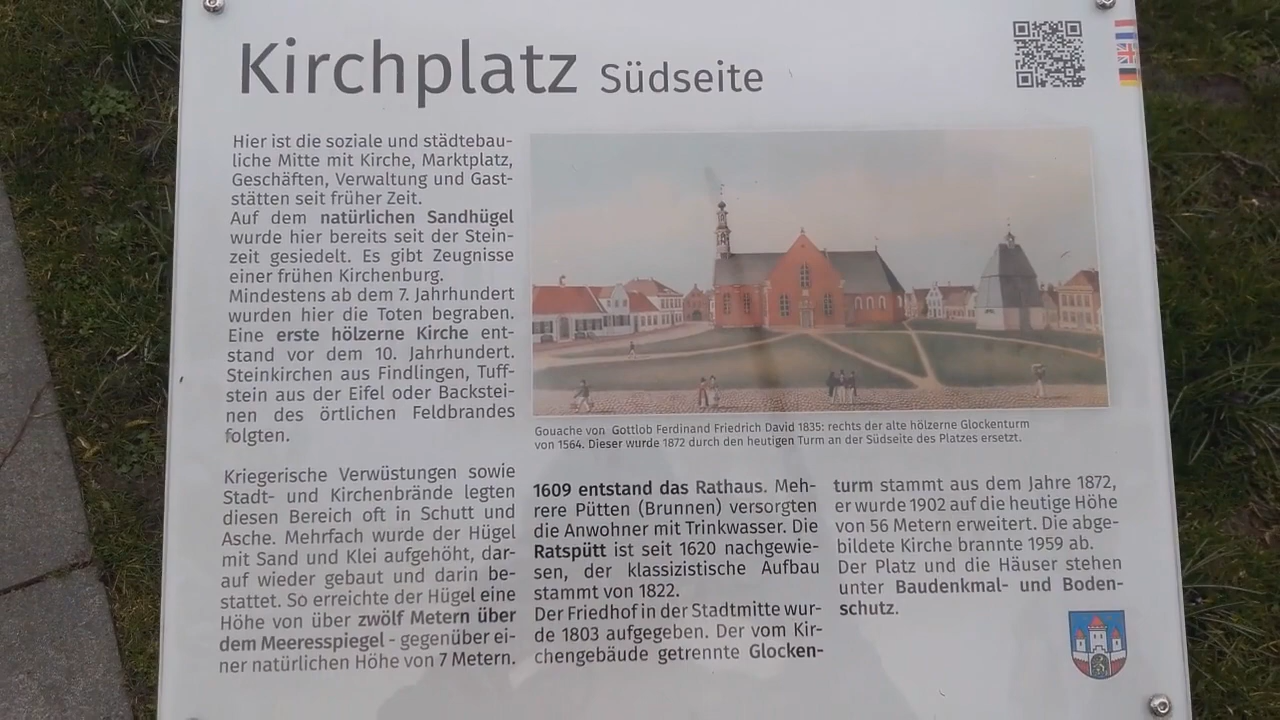 Kirchplatz Südseite
Hier ist die soziale und städtebau-
liche Mitte mit Kirche, Marktplatz,
Geschäften, Verwaltung und Gast-
stätten seit früher Zeit.
Auf dem natürlichen Sandhügel
wurde hier bereits seit der Stein-
zeit gesiedelt. Es gibt Zeugnisse
einer frühen Kirchenburg.
Mindestens ab dem 7. Jahrhundert
wurden hier die Toten begraben.
Eine erste hölzerne Kirche ent-
stand vor dem 10. Jahrhundert.
Steinkirchen aus Findlingen, Tuff-
stein aus der Eifel oder Backstei-
nen des örtlichen Feldbrandes
folgten.
Kriegerische Verwüstungen sowie
Stadt- und Kirchenbrände legten
diesen Bereich oft in Schutt und
Asche. Mehrfach wurde der Hügel
mit Sand und Klei aufgehöht, dar-
auf wieder gebaut und darin be-
stattet. So erreichte der Hügel eine
Höhe von über zwölf Metern über
dem Meeresspiegel - gegenüber ei-
ner natürlichen Höhe von 7 Metern.
Gouache von Gottlob Ferdinand Friedrich David 1835: rechts der alte hölzerne Glockenturm
von 1564. Dieser wurde 1872 durch den heutigen Turm an der Südseite des Platzes ersetzt.
1609 entstand das Rathaus. Meh-
rere Pütten (Brunnen) versorgten
die Anwohner mit Trinkwasser. Die
Ratspütt ist seit 1620 nachgewie-
sen, der klassizistische Aufbau
stammt von 1822.
Der Friedhof in der Stadtmitte wur-
de 1803 aufgegeben. Der vom Kir-
chengebäude getrennte Glocken-
turm stammt aus dem Jahre 1872,
er wurde 1902 auf die heutige Höhe
von 56 Metern erweitert. Die abge-
bildete Kirche brannte 1959 ab.
Der Platz und die Häuser stehen
unter Baudenkmal- und Boden-
schutz.